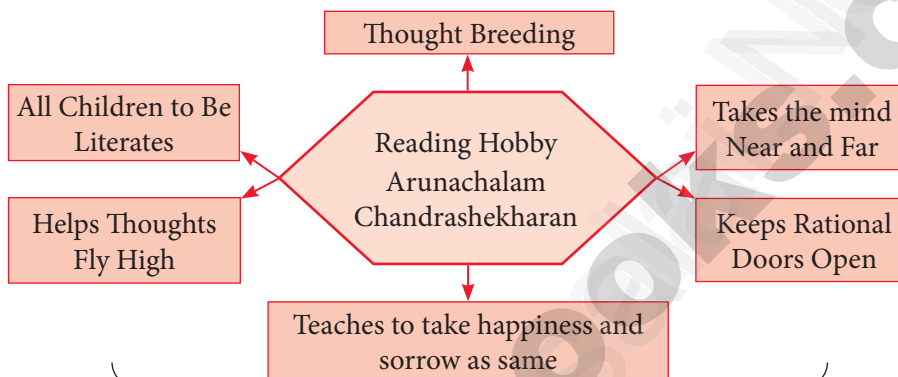 Thought Breeding
All Children to Be
Literates
Reading Hobby
Arunachalam
Chandrashekharan
Takes the mind
Near and Far
Helps Thoughts
Fly High
Keeps Rational
Doors Open
Teaches to take happiness and
sorrow as same
ooks.